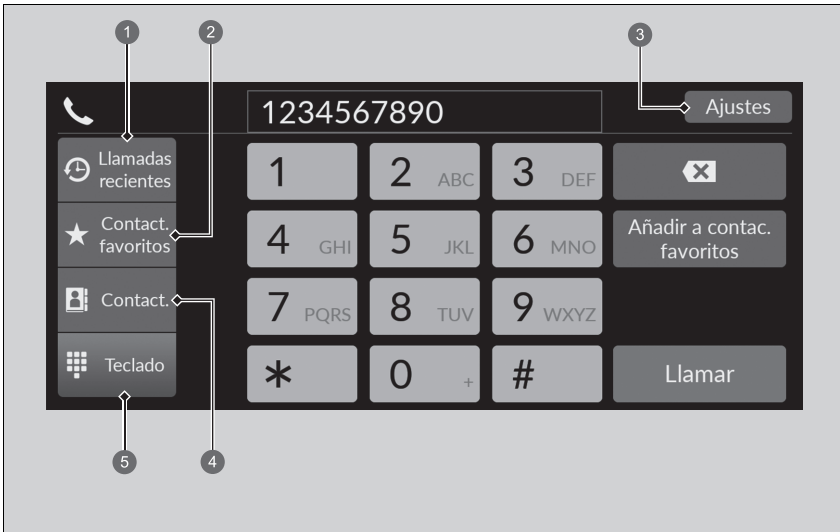 1
2
3
1234567890
Ajustes
Llamadas
recientes
Contact.
favoritos
Contact.
Teclado
1
2 ABC
3 DEF
4 GHI
5 JKL
6 MNO
7 PQRS
8 TUV
9 WXYZ
*
0 +
#
Añadir a contac.
favoritos
Llamar
5
4